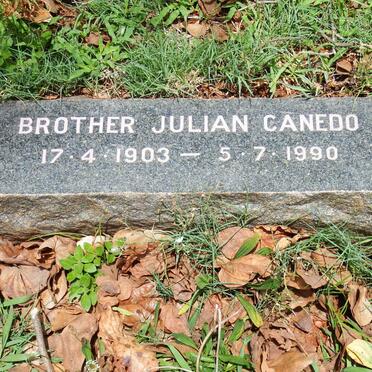 BROTHER JULIAN CANEDO
17·4·1903 — 5·7·1990